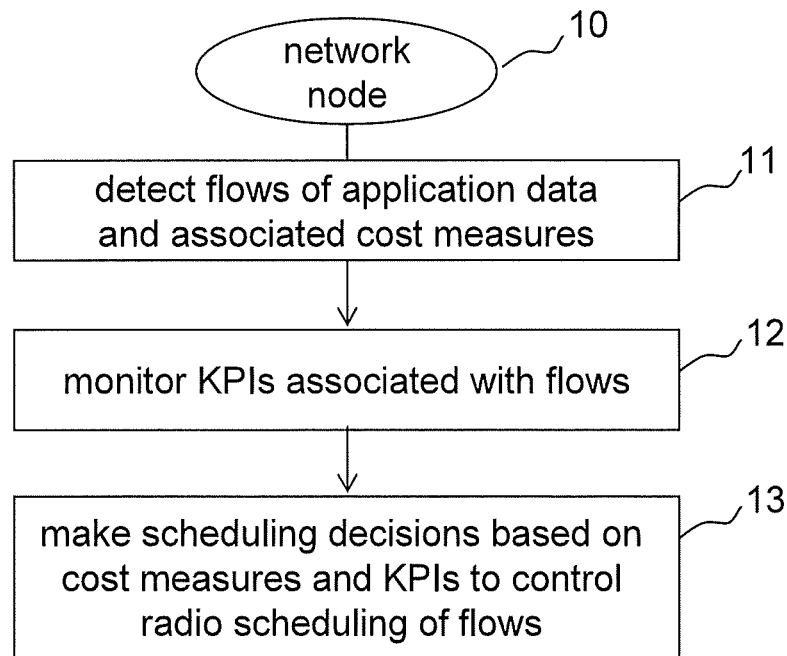 10
network
node
11
detect flows of application data
and associated cost measures
12
monitor KPIs associated with flows
13
make scheduling decisions based on
cost measures and KPIs to control
radio scheduling of flows